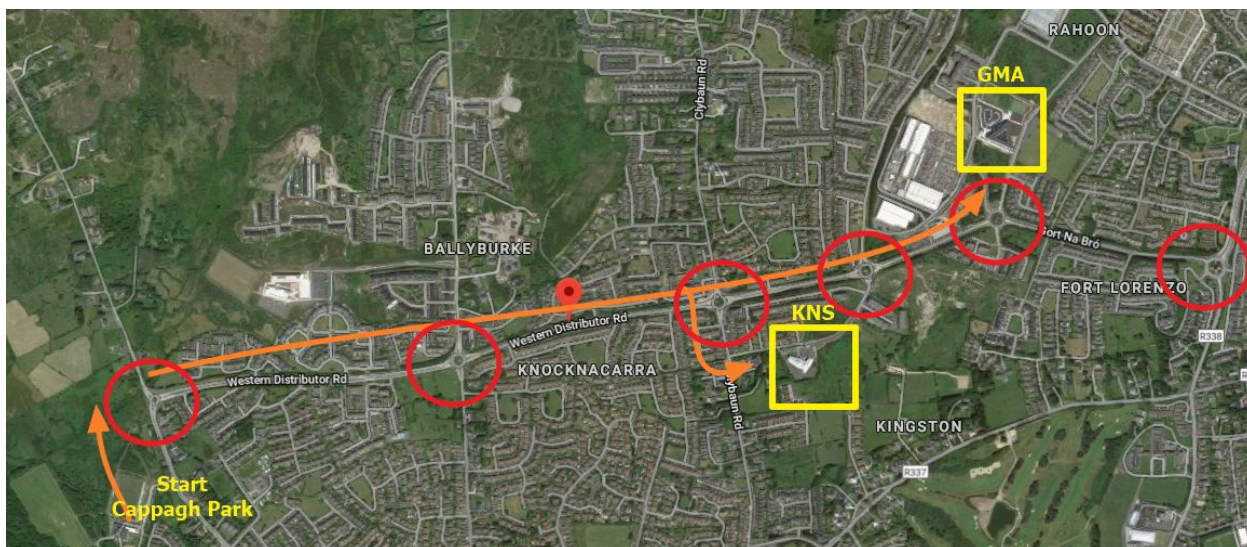 RAHOON
GMA
Clybaun Rd
BALLYBURKE
Gort Na Bró
FORT LORENZO
KNS
Western Distributor Rd
R338
KNOCKNACARRA
Western Distributor Rd
Clybaun Rd
KINGSTON
R337
Start
Cappagh Park